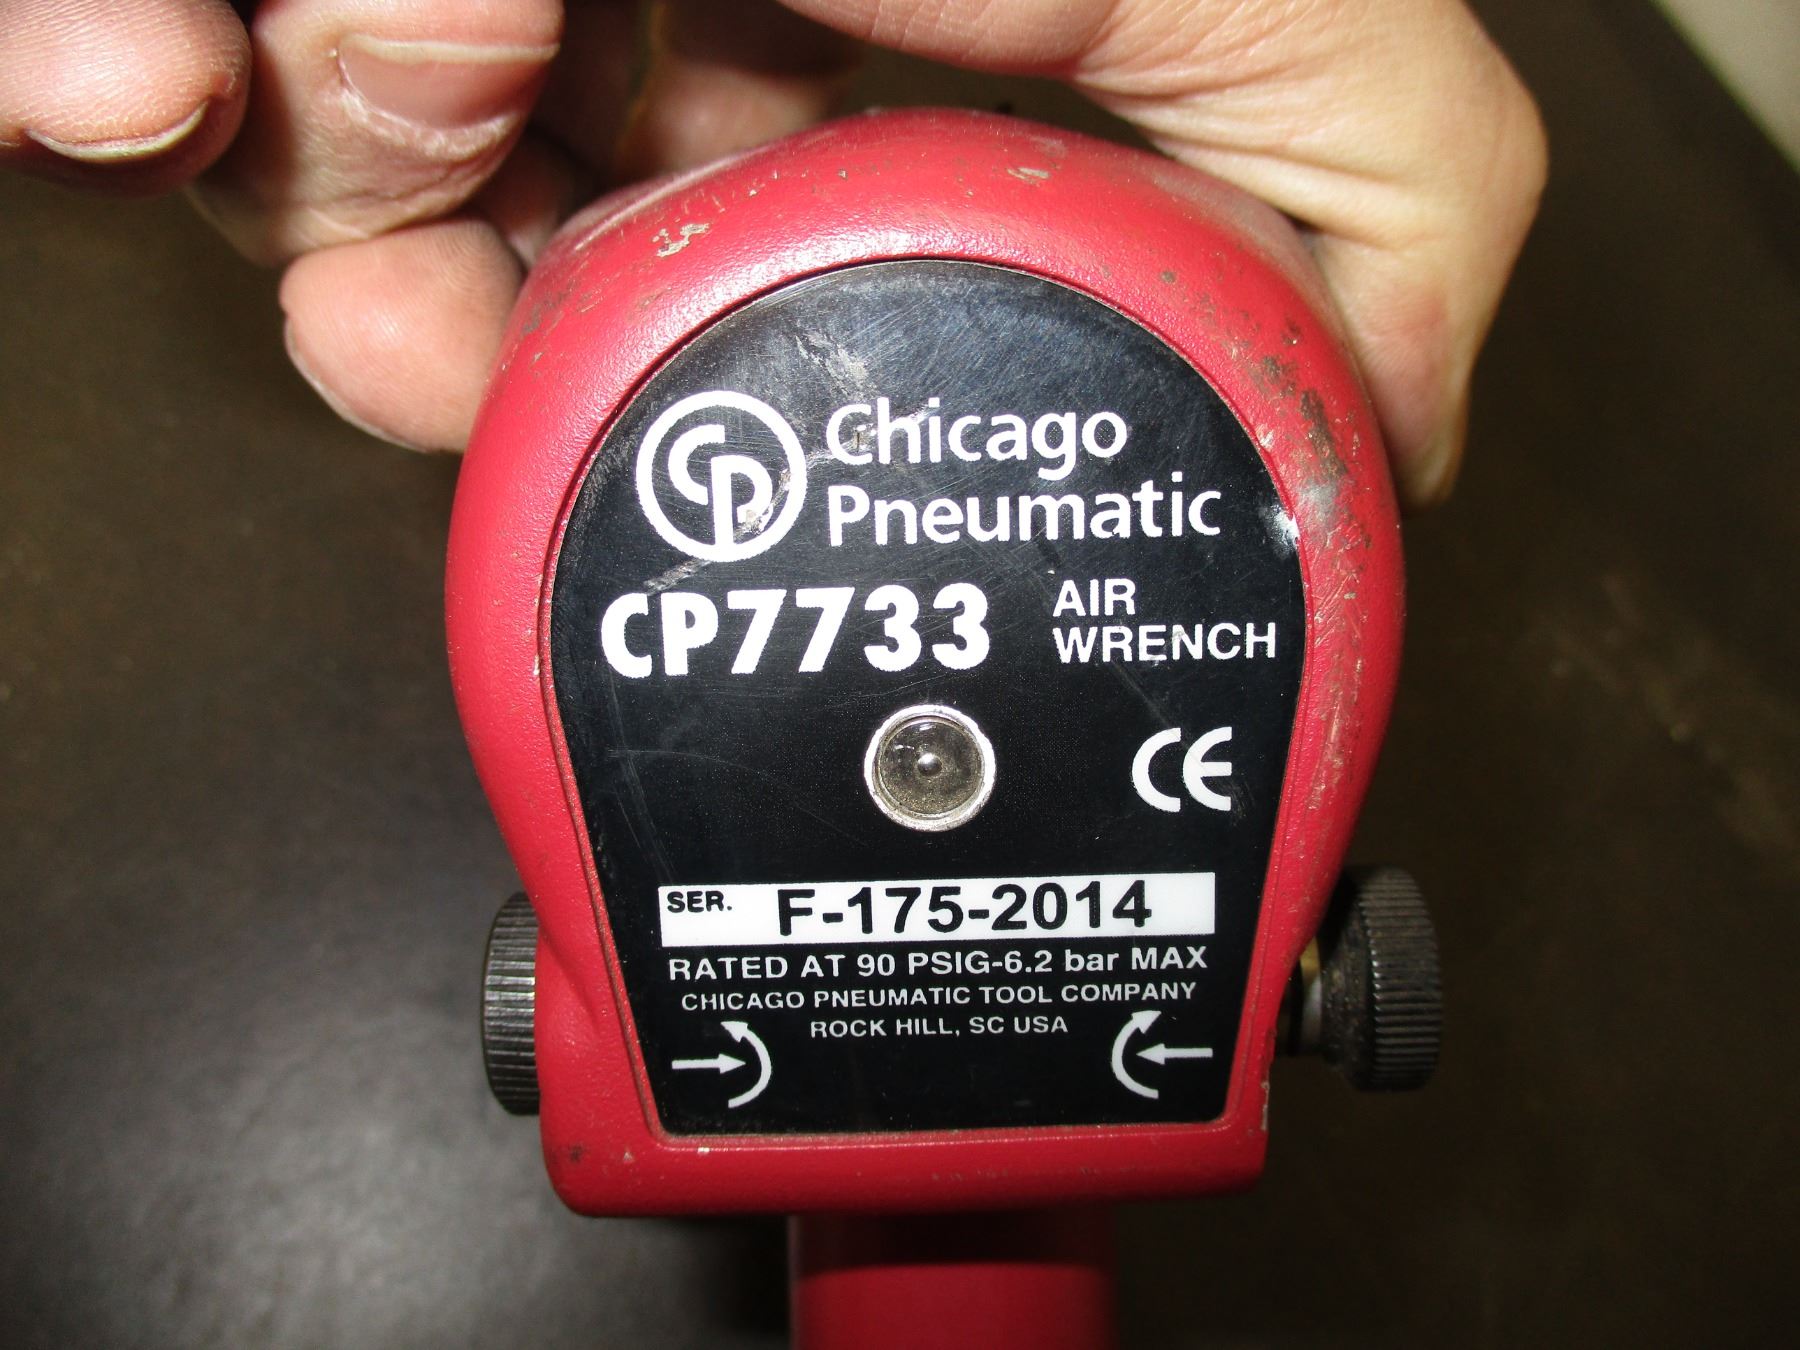 CP Chicago
Pneumatic
CP7733 AIR
WRENCH
CE
SER. F-175-2014
RATED AT 90 PSIG-6.2 bar MAX
CHICAGO PNEUMATIC TOOL COMPANY
ROCK HILL, SC USA